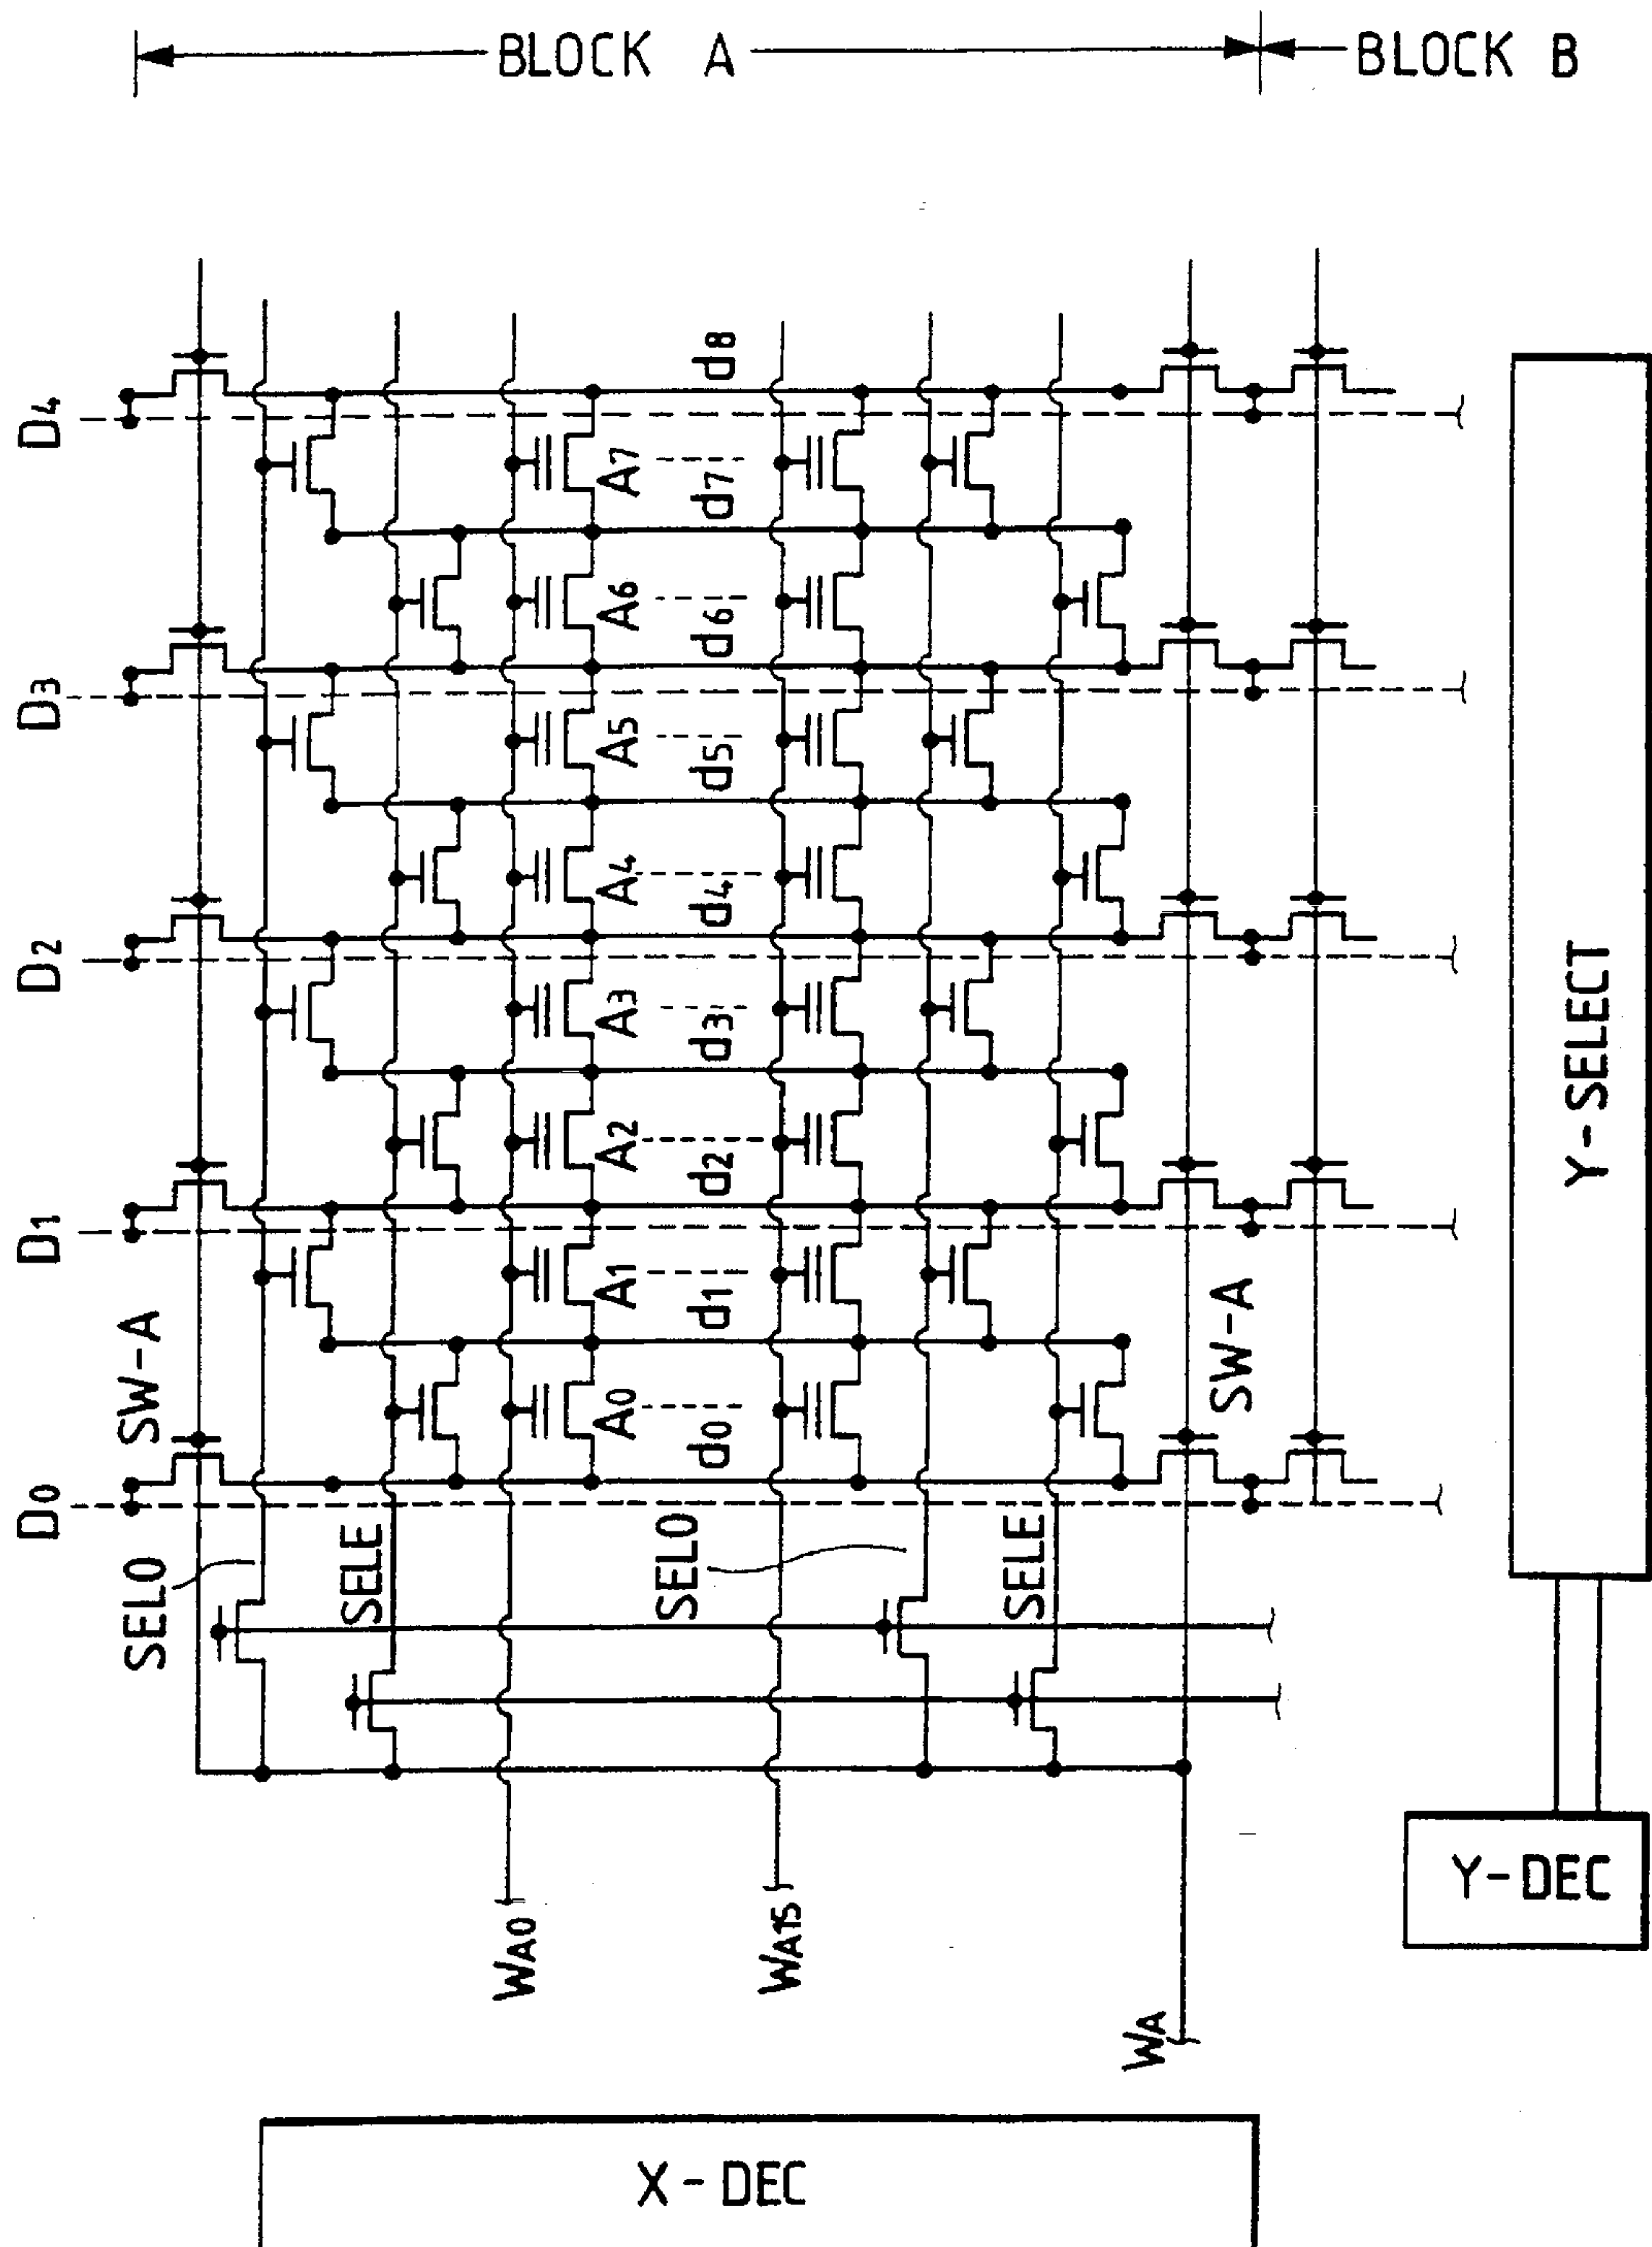 BLOCK A
BLOCK B
D4
D3
D2
D1
D0
d8
A7
d7
A6
d6
A5
d5
A4
d4
A3
d3
A2
d2
A1
d1
A0
d0
SW-A
SW-A
SELO
SELE
SELO
SELE
WA0
WA15
WA
Y-SELECT
Y-DEC
X-DEC